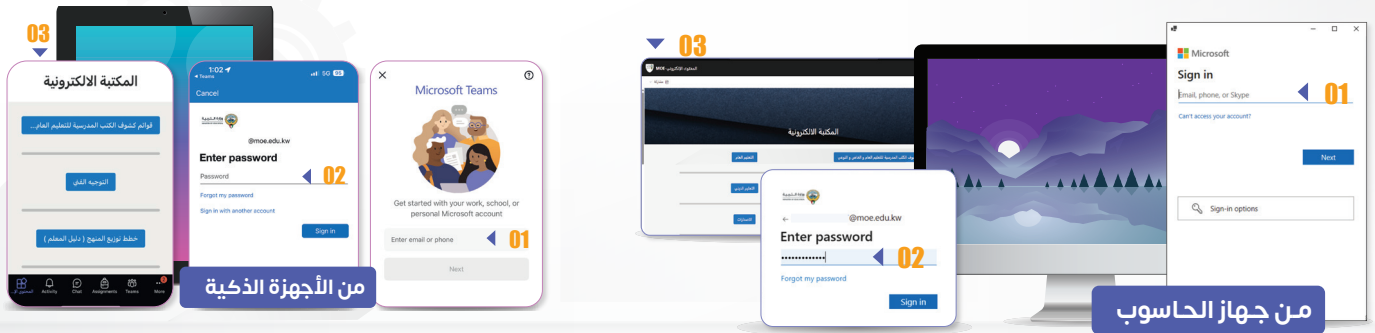 03
المكتبة الالكترونية
قوائم كشوف الكتب المدرسية للتعليم العام...
التوجيه الفني
خطط توزيع المنهج ( دليل المعلم )
Activity
Chat
Assignments
Teams
More
1:02
Teams
5G
Cancel
@moe.edu.kw
Enter password
Password
02
Forgot my password
Sign in with another account
Sign in
Microsoft Teams
Get started with your work, school, or
personal Microsoft account
Enter email or phone
01
Next
من الأجهزة الذكية
03
المكتبة الالكترونية
التعليم العام
التعليم الديني
@moe.edu.kw
Enter password
02
Forgot my password
Sign in
Microsoft
Sign in
Email, phone, or Skype
01
Can't access your account?
Next
Sign-in options
من جهاز الحاسوب